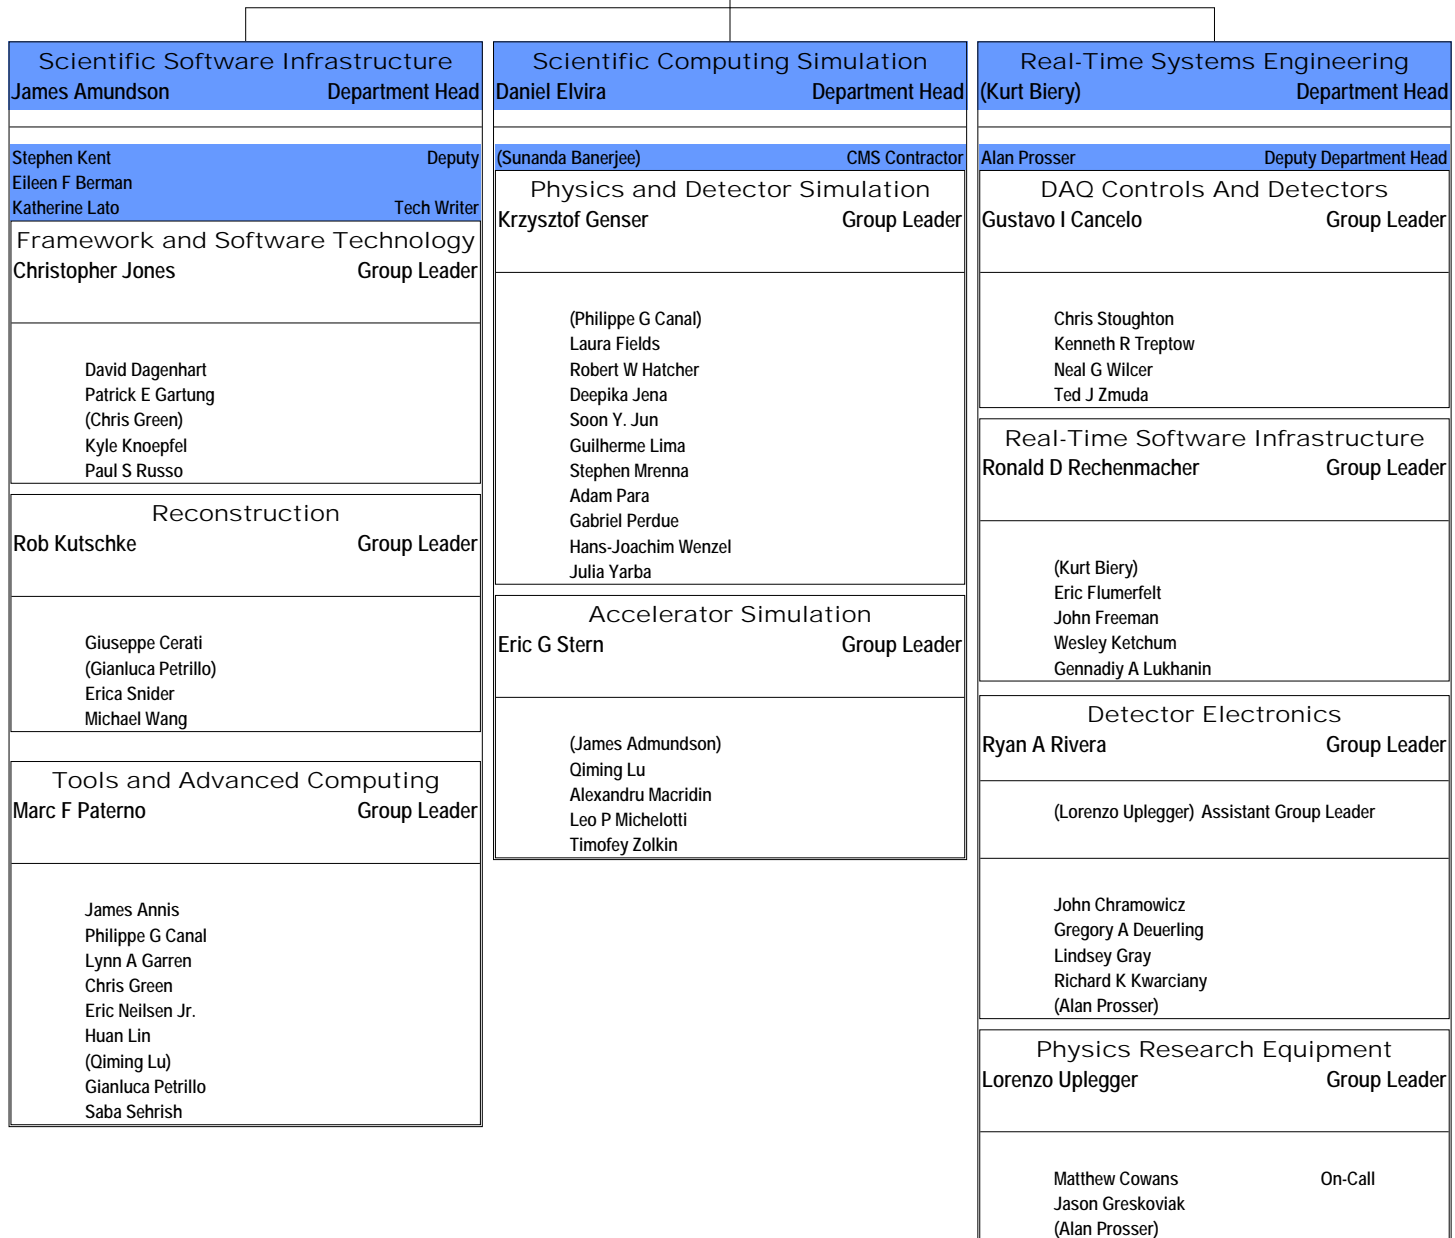 Scientific Software Infrastructure
James Amundson Department Head
Stephen Kent Deputy
Eileen F Berman
Katherine Lato Tech Writer
Framework and Software Technology
Christopher Jones Group Leader
David Dagenhart
Patrick E Gartung
(Chris Green)
Kyle Knoepfel
Paul S Russo
Reconstruction
Rob Kutschke Group Leader
Giuseppe Cerati
(Gianluca Petrillo)
Erica Snider
Michael Wang
Tools and Advanced Computing
Marc F Paterno Group Leader
James Annis
Philippe G Canal
Lynn A Garren
Chris Green
Eric Neilsen Jr.
Huan Lin
(Qiming Lu)
Gianluca Petrillo
Saba Sehrish
Scientific Computing Simulation
Daniel Elvira Department Head
(Sunanda Banerjee) CMS Contractor
Physics and Detector Simulation
Krzysztof Genser Group Leader
(Philippe G Canal)
Laura Fields
Robert W Hatcher
Deepika Jena
Soon Y. Jun
Guilherme Lima
Stephen Mrenna
Adam Para
Gabriel Perdue
Hans-Joachim Wenzel
Julia Yarba
Accelerator Simulation
Eric G Stern Group Leader
(James Admundson)
Qiming Lu
Alexandru Macridin
Leo P Michelotti
Timofey Zolkin
Real-Time Systems Engineering
(Kurt Biery) Department Head
Alan Prosser Deputy Department Head
DAQ Controls And Detectors
Gustavo I Cancelo Group Leader
Chris Stoughton
Kenneth R Treptow
Neal G Wilcer
Ted J Zmuda
Real-Time Software Infrastructure
Ronald D Rechenmacher Group Leader
(Kurt Biery)
Eric Flumerfelt
John Freeman
Wesley Ketchum
Gennadiy A Lukhanin
Detector Electronics
Ryan A Rivera Group Leader
(Lorenzo Uplegger) Assistant Group Leader
John Chramowicz
Gregory A Deuerling
Lindsey Gray
Richard K Kwarciany
(Alan Prosser)
Physics Research Equipment
Lorenzo Uplegger Group Leader
Matthew Cowans On-Call
Jason Greskoviak
(Alan Prosser)